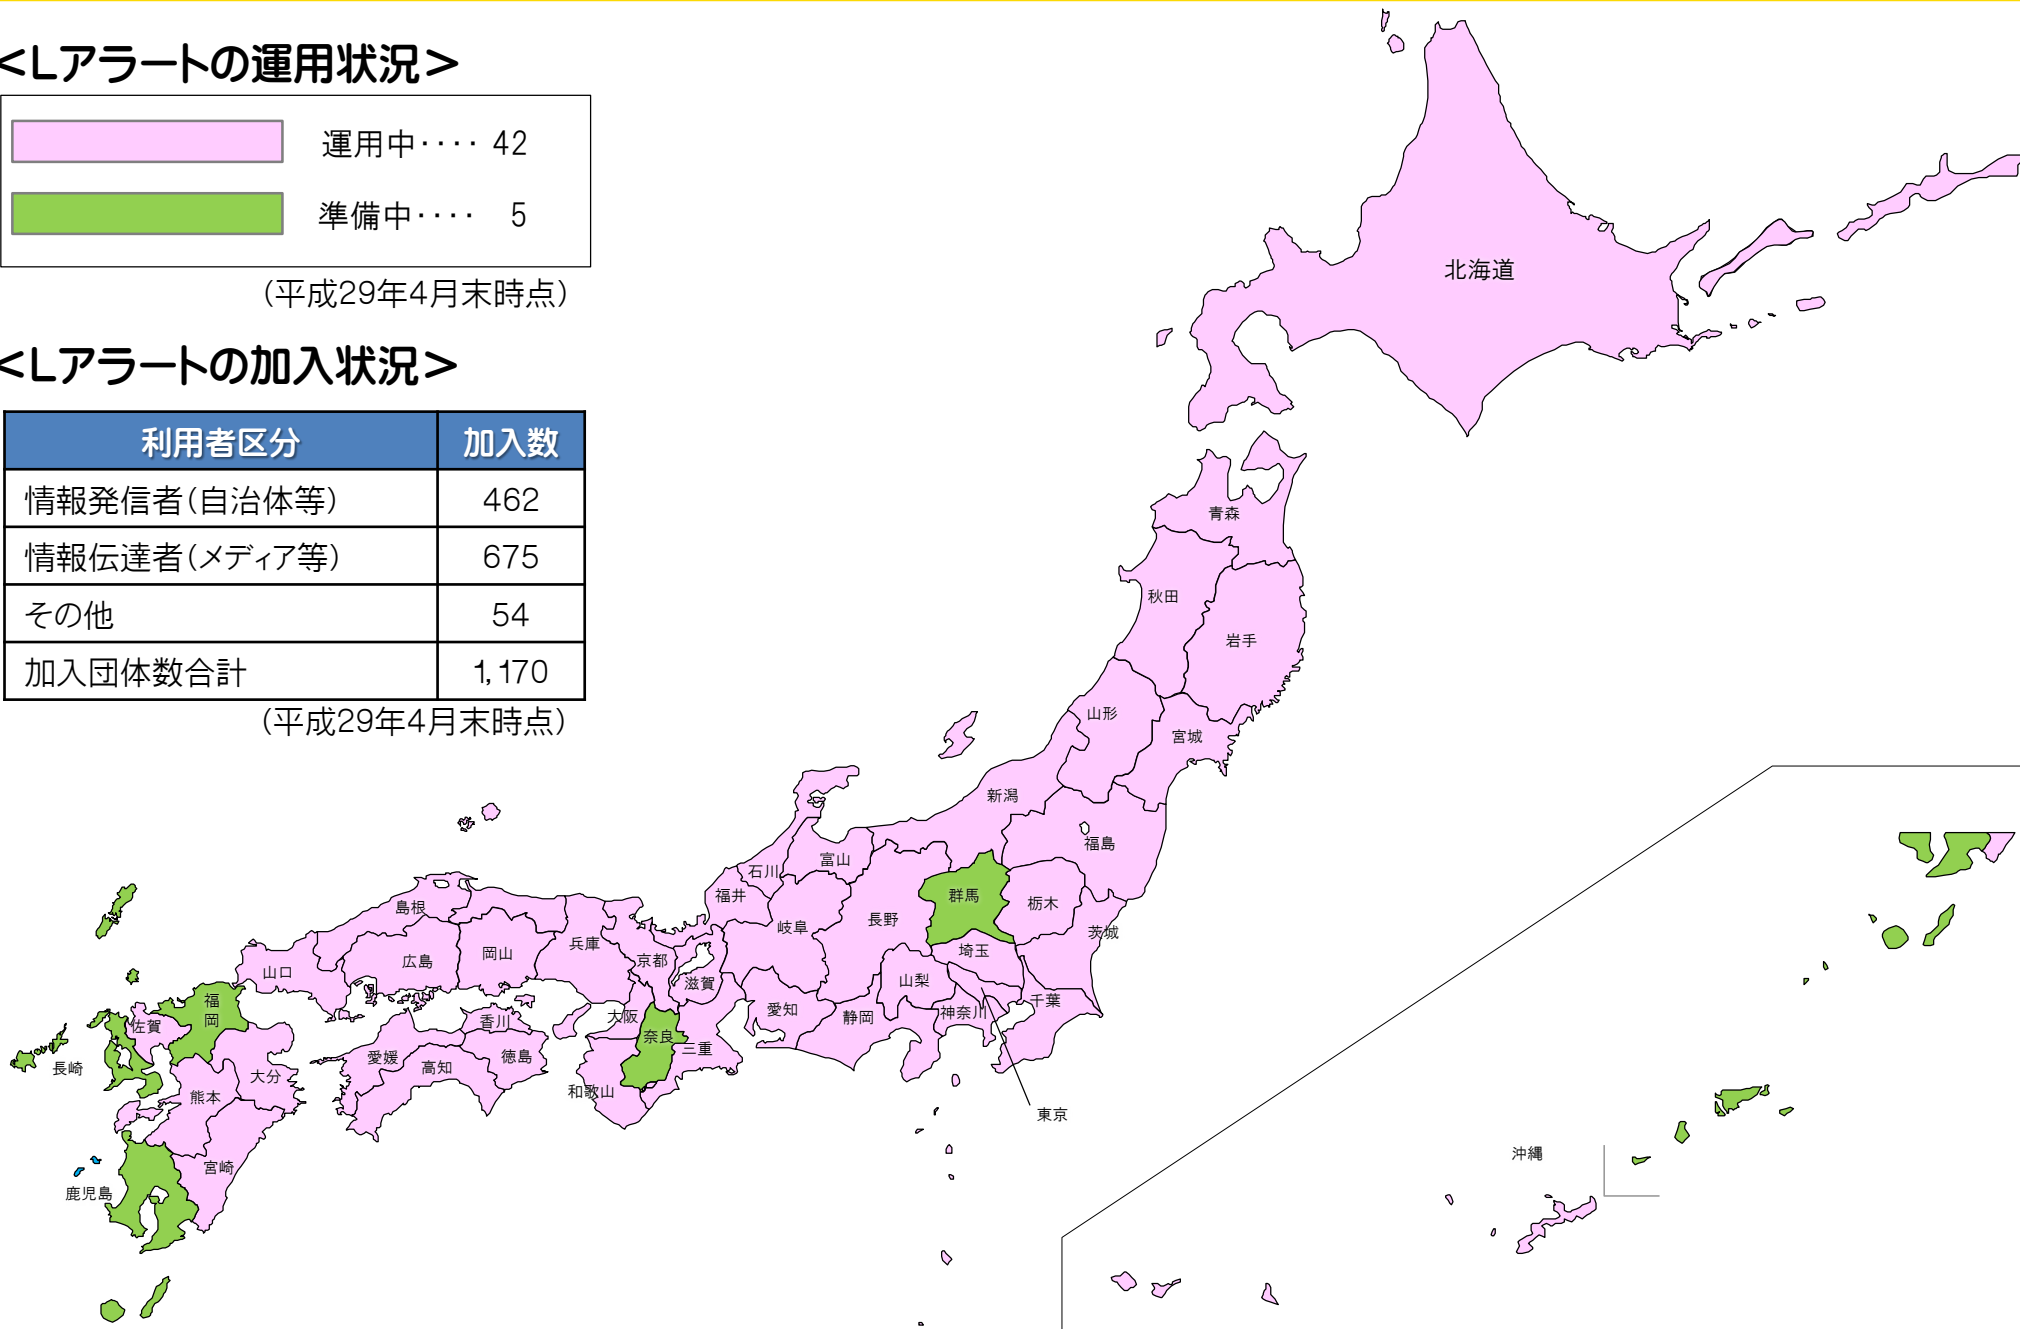 <Lアラートの運用状況>
運用中‥‥ 42
準備中‥‥ 5
(平成29年4月末時点)
<Lアラートの加入状況>
利用者区分 加入数
情報発信者(自治体等) 462
情報伝達者(メディア等) 675
その他 54
加入団体数合計 1,170
(平成29年4月末時点)
北海道
青森
秋田
岩手
山形
宮城
新潟
福島
富山
石川
福井
群馬
栃木
長野
岐阜
茨城
埼玉
島根
岡山
兵庫
広島
京都
山口
滋賀
山梨
千葉
福
岡
佐賀
香川
大阪
愛知
静岡
神奈川
奈良
三重
長崎
愛媛
高知
徳島
大分
熊本
和歌山
東京
宮崎
鹿児島
沖縄